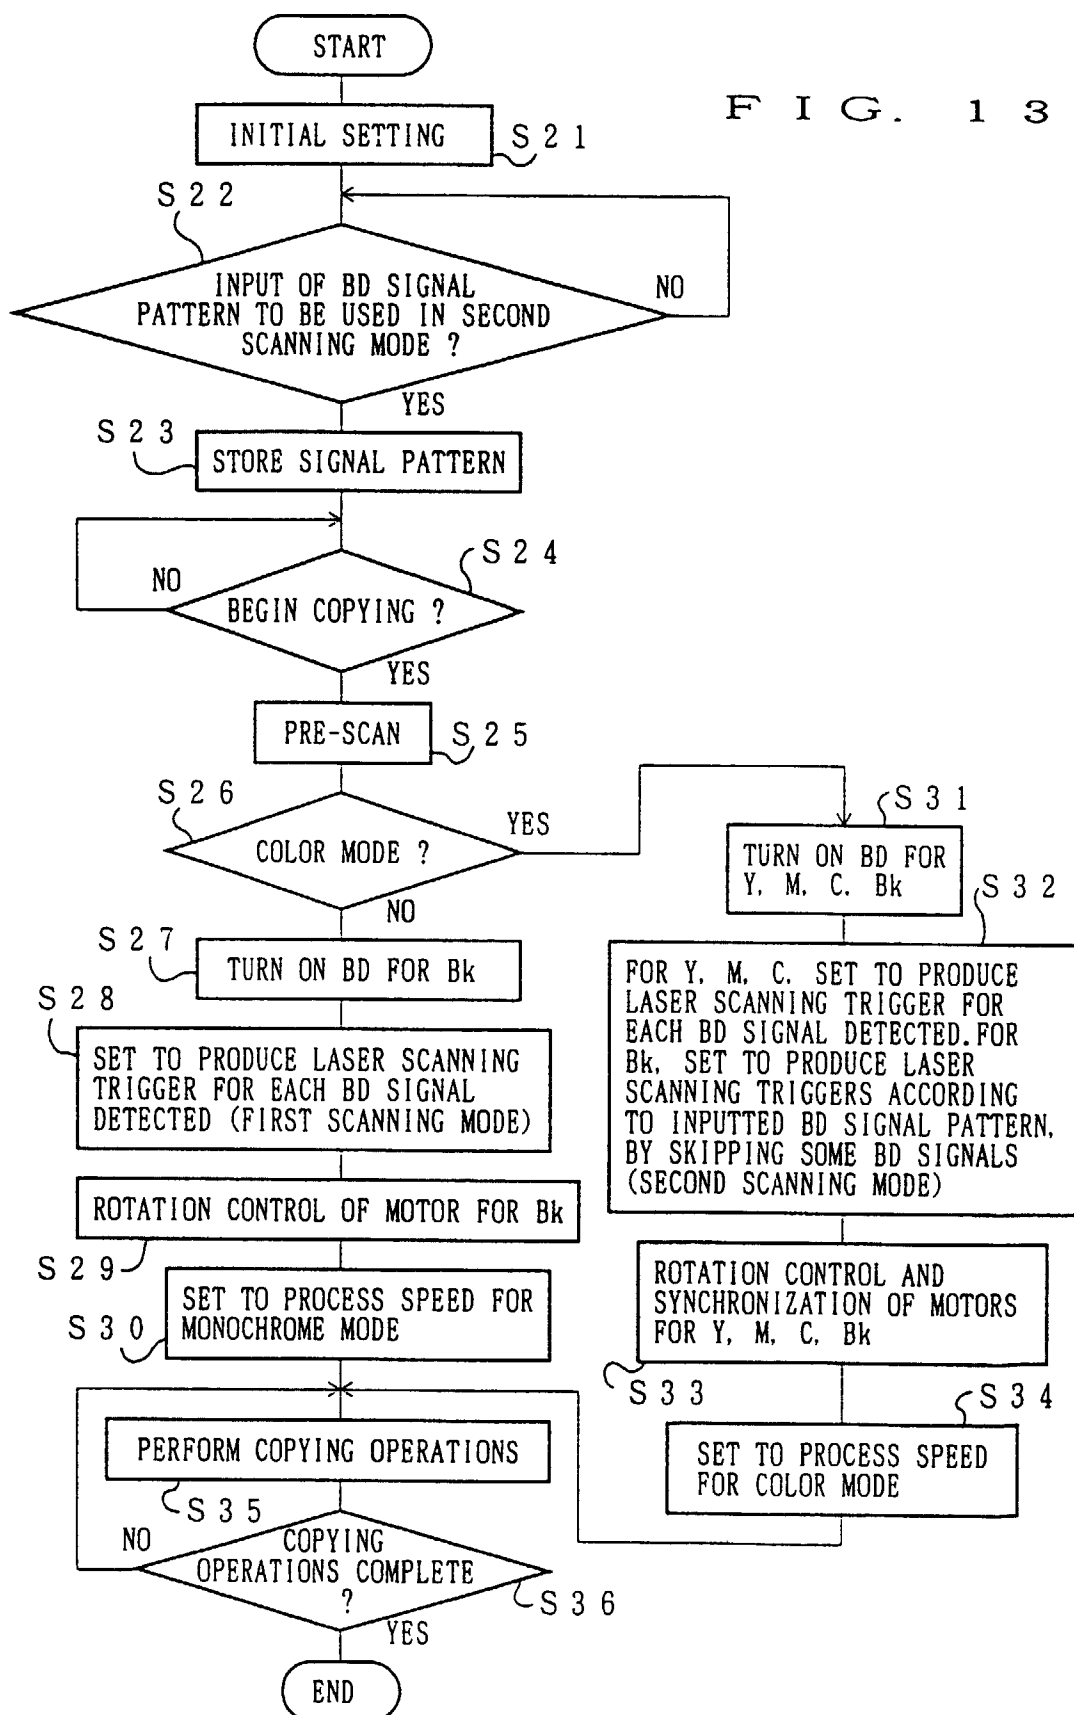 START
F I G. 1 3
INITIAL SETTING
S 2 1
S 2 2
INPUT OF BD SIGNAL
PATTERN TO BE USED IN SECOND
SCANNING MODE ?
NO
YES
S 2 3
STORE SIGNAL PATTERN
S 2 4
NO
BEGIN COPYING ?
YES
PRE-SCAN
S 2 5
S 2 6
COLOR MODE ?
YES
NO
S 2 7
TURN ON BD FOR Bk
S 2 8
SET TO PRODUCE LASER SCANNING
TRIGGER FOR EACH BD SIGNAL
DETECTED (FIRST SCANNING MODE)
ROTATION CONTROL OF MOTOR FOR Bk
S 2 9
SET TO PROCESS SPEED FOR
MONOCHROME MODE
S 3 0
S 3 1
TURN ON BD FOR
Y, M, C, Bk
S 3 2
FOR Y, M, C, SET TO PRODUCE
LASER SCANNING TRIGGER FOR
EACH BD SIGNAL DETECTED. FOR
Bk, SET TO PRODUCE LASER
SCANNING TRIGGERS ACCORDING
TO INPUTTED BD SIGNAL PATTERN,
BY SKIPPING SOME BD SIGNALS
(SECOND SCANNING MODE)
ROTATION CONTROL AND
SYNCHRONIZATION OF MOTORS
FOR Y, M, C, Bk
S 3 3
S 3 4
SET TO PROCESS SPEED
FOR COLOR MODE
PERFORM COPYING OPERATIONS
S 3 5
NO
COPYING
OPERATIONS COMPLETE
?
S 3 6
YES
END